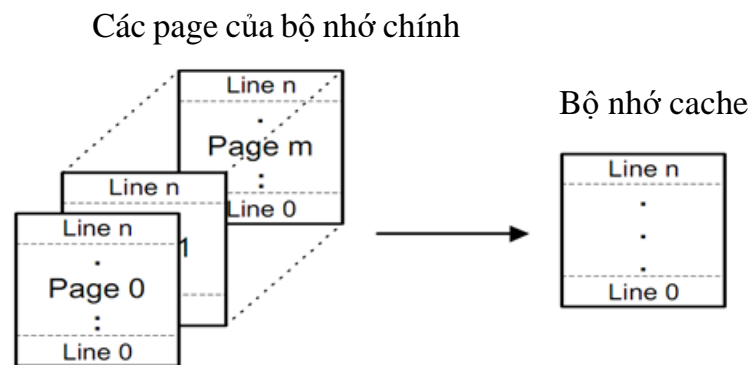 Các page của bộ nhớ chính
Line n
.
Page m
:
Line 0
Line n
1
Line n
.
Page 0
:
Line 0
Bộ nhớ cache
Line n
.
.
.
Line 0